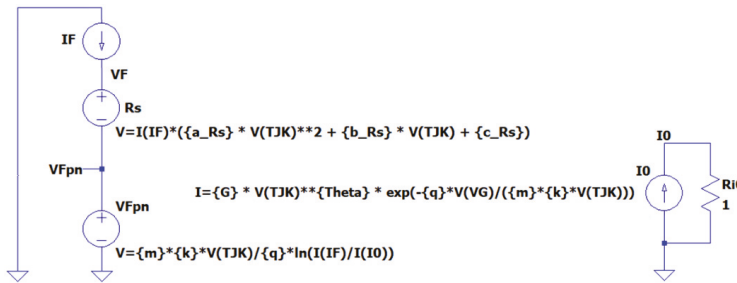 IF
VF
Rs
V=I(IF)*({a_Rs} * V(TJK)**2 + {b_Rs} * V(TJK) + {c_Rs})
VFpn
VFpn
V={m}*{k}*V(TJK)/{q}*ln(I(IF)/I(I0))
I0
I0
I={G} * V(TJK)**{Theta} * exp(-{q}*V(VG)/({m}*{k}*V(TJK)))
1